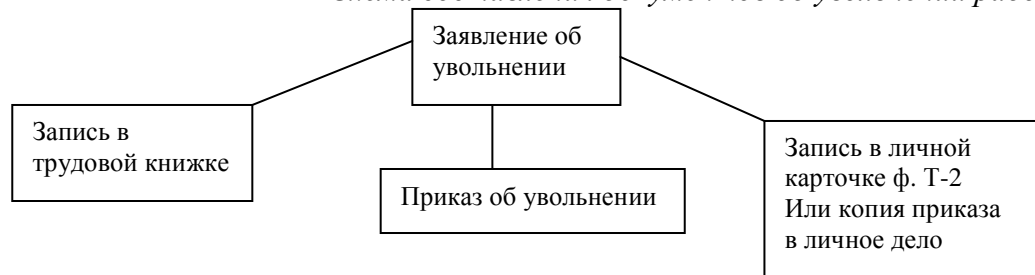 Заявление об
увольнении
Запись в
трудовой книжке
Приказ об увольнении
Запись в личной
карточке ф. Т-2
Или копия приказа
в личное дело